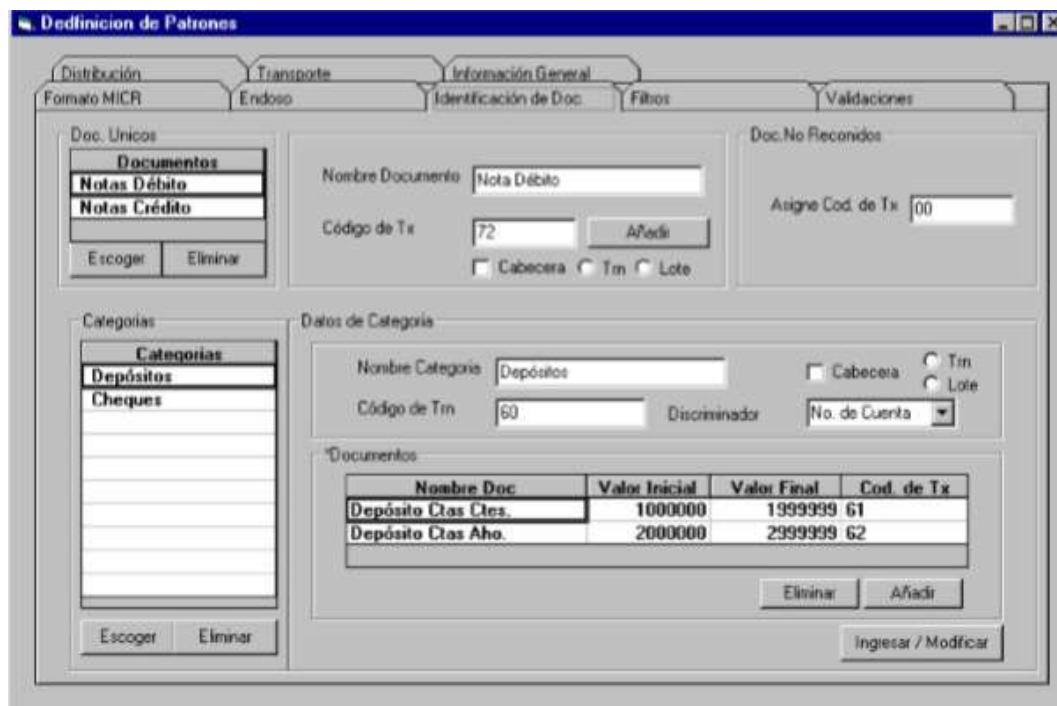 Dedfinicion de Patrones
Distribución
Transporte
Información General
Formato MICR
Endoso
Identificación de Doc
Filtros
Validaciones
Doc. Unicos
Documentos
Notas Débito
Notas Crédito
Escoger
Eliminar
Nombre Documento
Nota Débito
Código de Tx
72
Añadir
Cabecera
Trn
Lote
Doc.No Reconidos
Asigne Cod. de Tx
00
Categorias
Categorias
Depósitos
Cheques
Escoger
Eliminar
Datos de Categoria
Nombre Categoria
Depósitos
Cabecera
Trn
Lote
Código de Trn
60
Discriminador
No. de Cuenta
*Documentos
Nombre Doc Valor Inicial Valor Final Cod. de Tx
Depósito Ctas Ctes. 1000000 1999999 61
Depósito Ctas Aho. 2000000 2999999 62
Eliminar
Añadir
Ingresar / Modificar